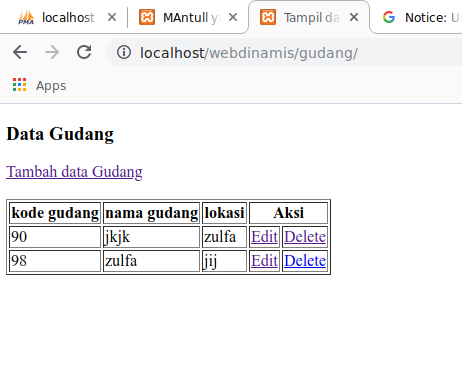 localhost
MAntull y
Tampil da
Notice: U
localhost/webdinamis/gudang/
Apps
Data Gudang
Tambah data Gudang
kode gudang nama gudang lokasi Aksi
90 jkjk zulfa Edit Delete
98 zulfa jij Edit Delete